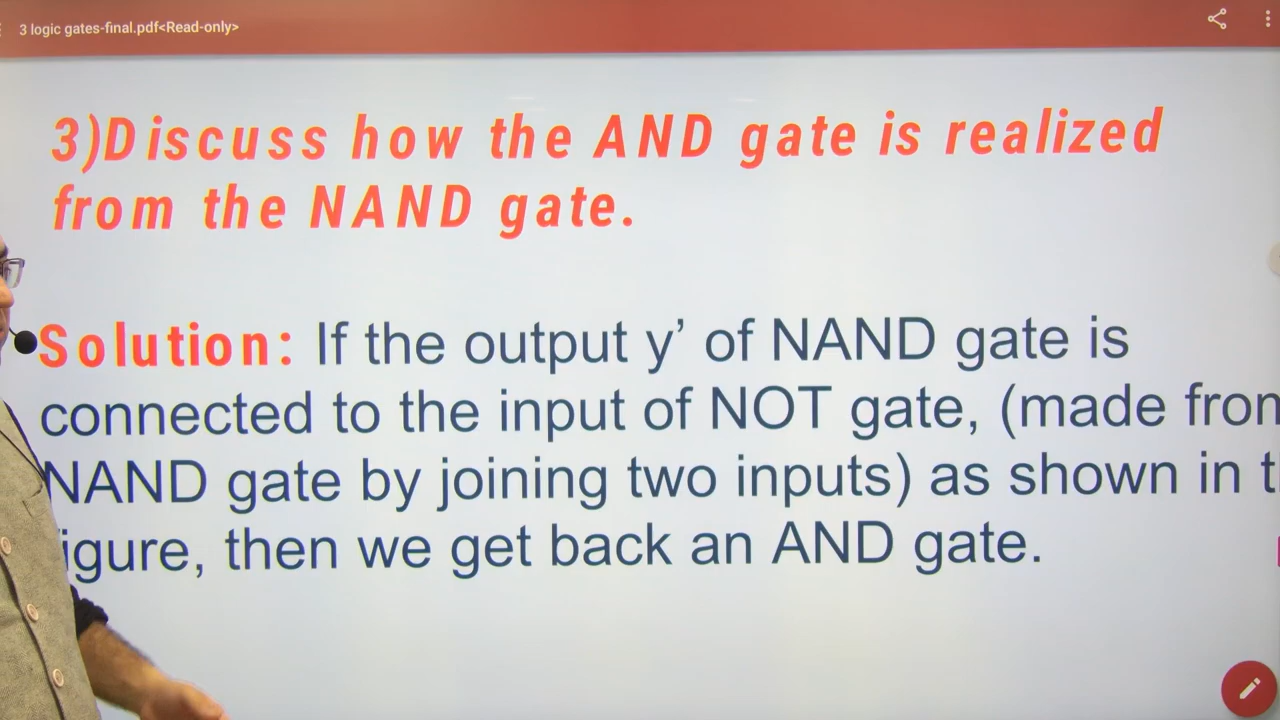 3 logic gates-final.pdf<Read-only>
3)Discuss how the AND gate is realized
from the NAND gate.
Solution: If the output y’ of NAND gate is
connected to the input of NOT gate, (made
NAND gate by joining two inputs) as shown in
then we get back an AND gate.